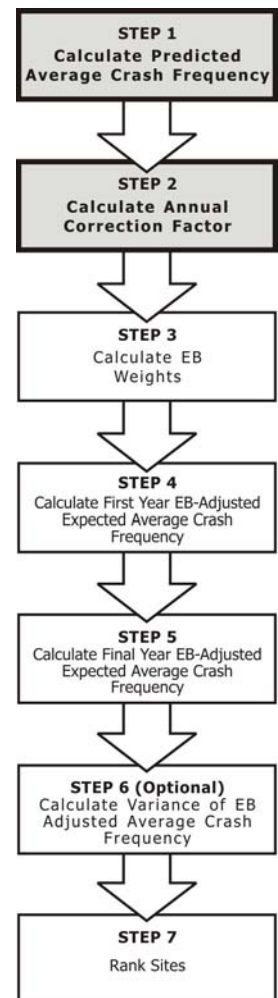 STEP 1
Calculate Predicted
Average Crash Frequency
STEP 2
Calculate Annual
Correction Factor
STEP 3
Calculate EB
Weights
STEP 4
Calculate First Year EB-Adjusted
Expected Average Crash
Frequency
STEP 5
Calculate Final Year EB-Adjusted
Expected Average Crash
Frequency
STEP 6 (Optional)
Calculate Variance of EB
Adjusted Average Crash
Frequency
STEP 7
Rank Sites